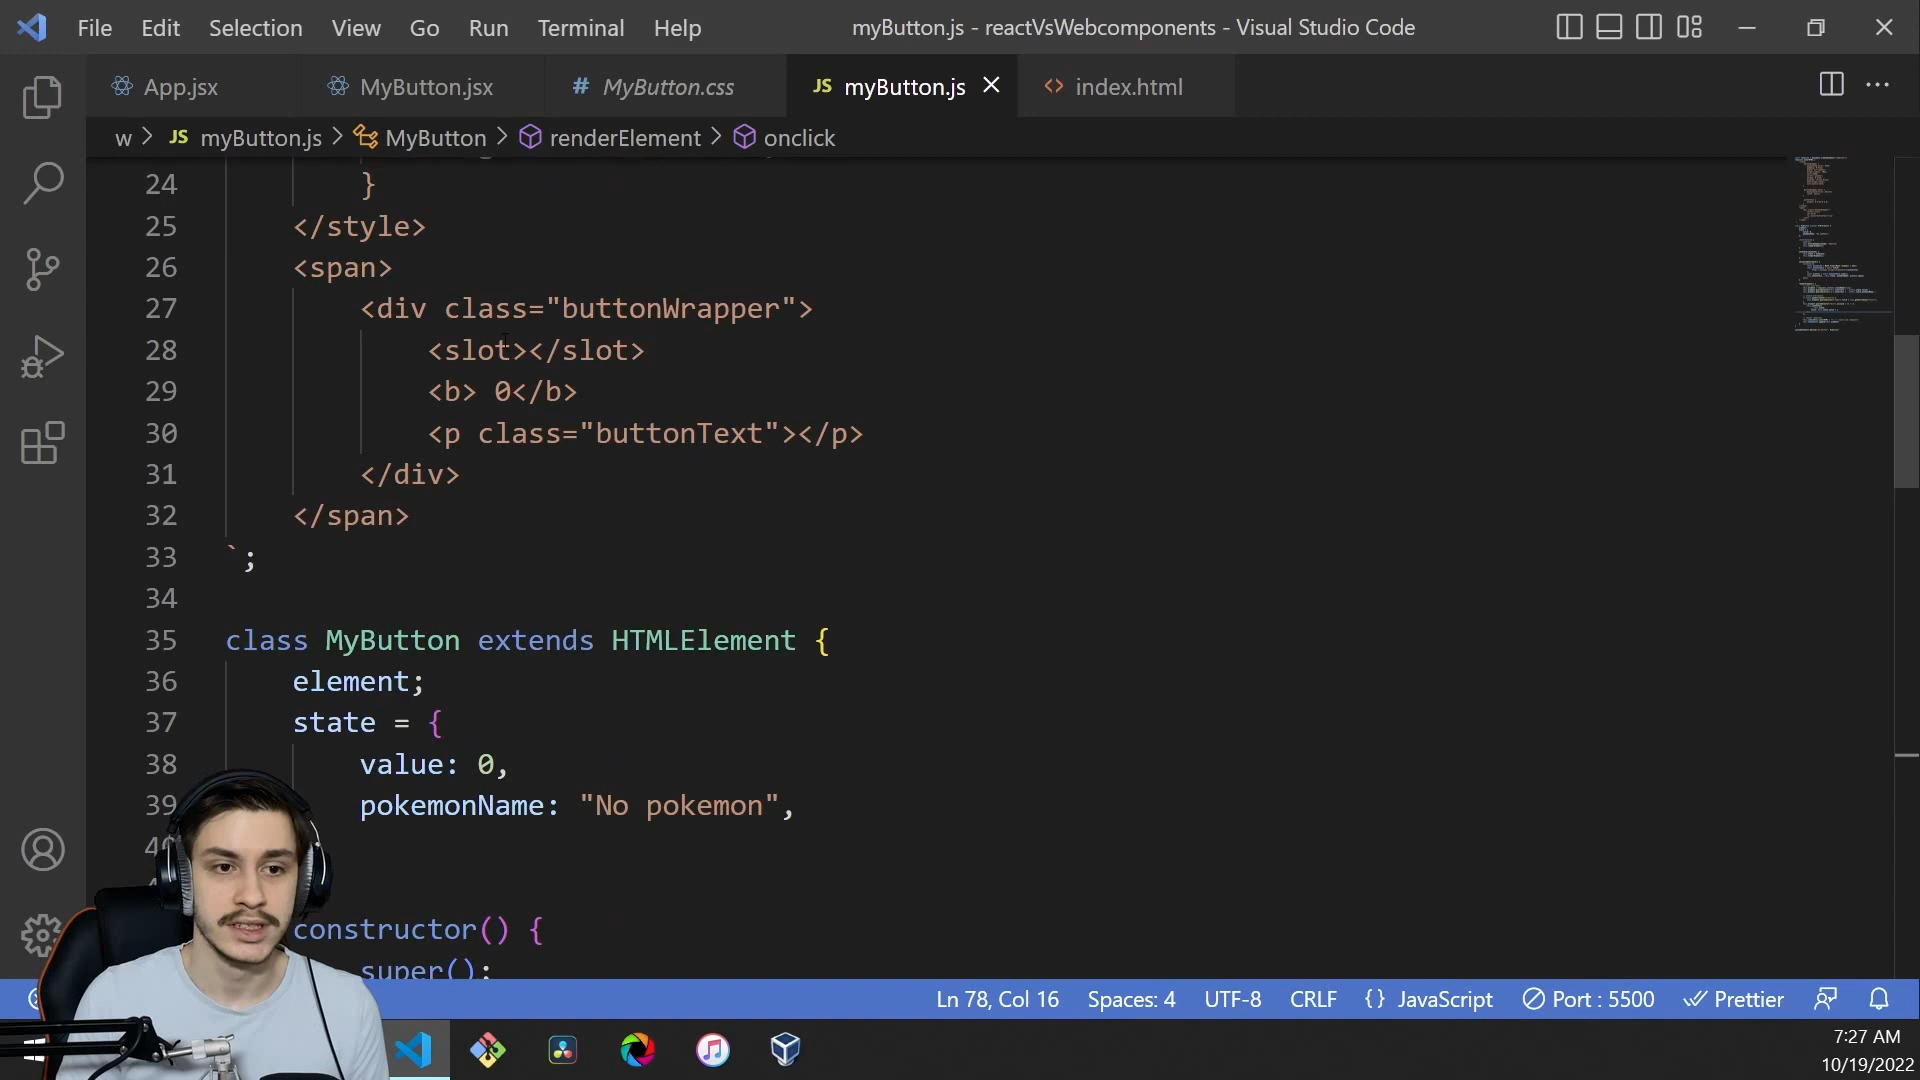 File Edit Selection View Go Run Terminal Help myButton.js - reactVsWebcomponents - Visual Studio Code
App.jsx MyButton.jsx # MyButton.css JS myButton.js index.html
w > JS myButton.js > MyButton > renderElement > onclick
24 }
25 </style>
26 <span>
27 <div class="buttonWrapper">
28 <slot></slot>
29 <b> 0</b>
30 <p class="buttonText"></p>
31 </div>
32 </span>
33 `;
34
35 class MyButton extends HTMLElement {
36 element;
37 state = {
38 value: 0,
39 pokemonName: "No pokemon",
constructor() {
super();
Ln 78, Col 16 Spaces: 4 UTF-8 CRLF {} JavaScript Port : 5500 Prettier
7:27 AM
10/19/2022